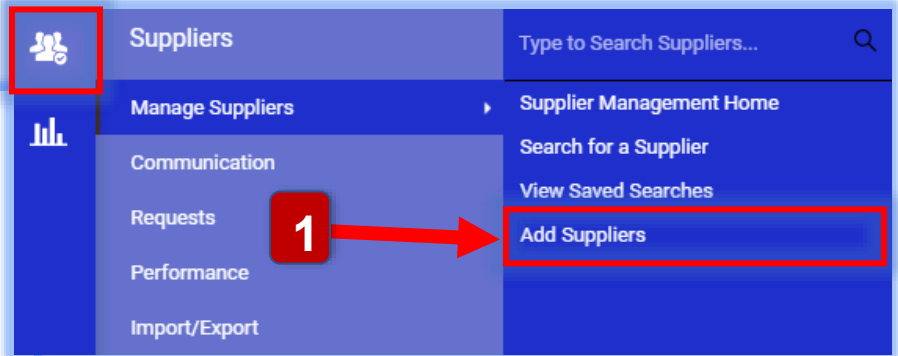 Suppliers
Type to Search Suppliers...
Manage Suppliers
Supplier Management Home
Communication
Search for a Supplier
View Saved Searches
Requests
1
Add Suppliers
Performance
Import/Export